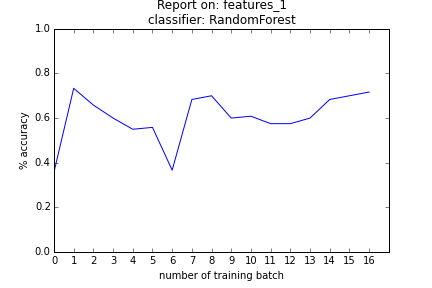 Report on: features_1
classifier: RandomForest
1.0
0.8
0.6
0.4
0.2
0.0
% accuracy
0 1 2 3 4 5 6 7 8 9 10 11 12 13 14 15 16
number of training batch